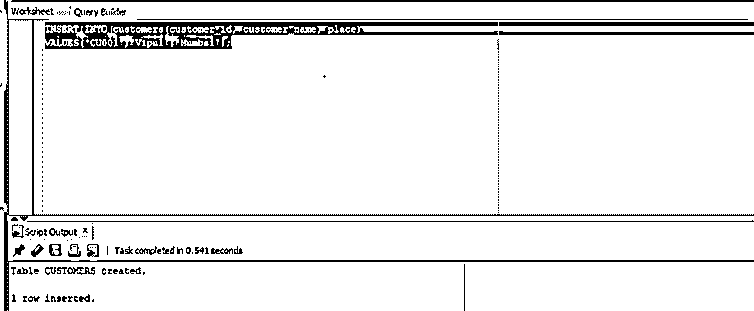 Worksheet Query Builder
INSERT INTO customers(customer_id, customer_name, place)
VALUES('CU001','Vipul','Mumbai');
Script Output x
Task completed in 0.541 seconds
Table CUSTOMERS created.
1 row inserted.